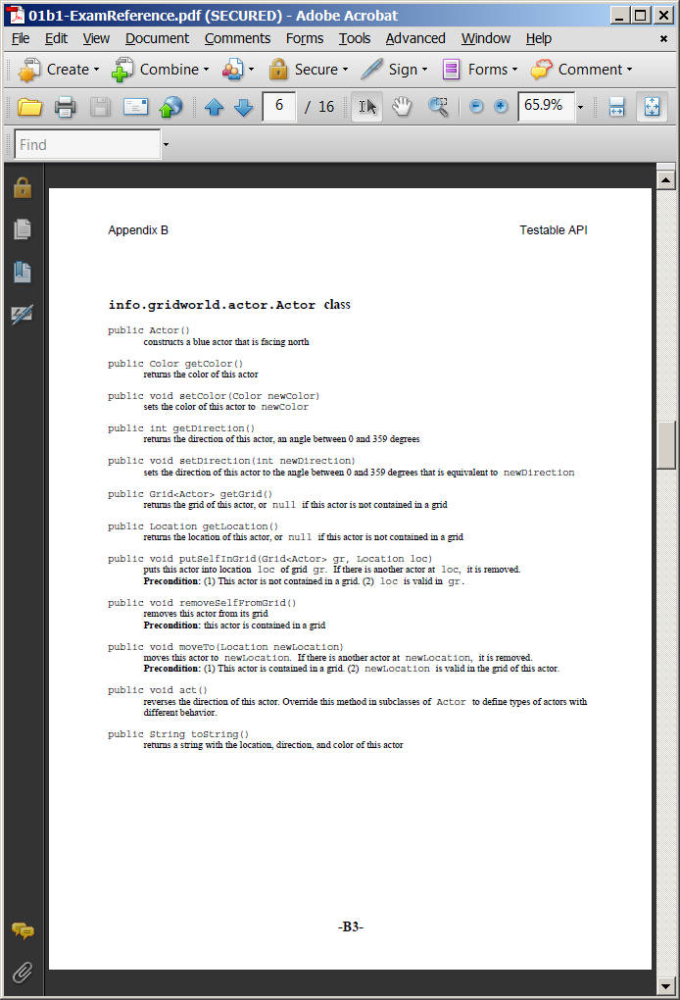 01b1-ExamReference.pdf (SECURED) - Adobe Acrobat
File Edit View Document Comments Forms Tools Advanced Window Help
Create Combine Secure Sign Forms Comment
6 / 16 65.9%
Find
Appendix B Testable API
info.gridworld.actor.Actor class
public Actor()
constructs a blue actor that is facing north
public Color getColor()
returns the color of this actor
public void setColor(Color newColor)
sets the color of this actor to newColor
public int getDirection()
returns the direction of this actor, an angle between 0 and 359 degrees
public void setDirection(int newDirection)
sets the direction of this actor to the angle between 0 and 359 degrees that is equivalent to newDirection
public Grid<Actor> getGrid()
returns the grid of this actor, or null if this actor is not contained in a grid
public Location getLocation()
returns the location of this actor, or null if this actor is not contained in a grid
public void putSelfInGrid(Grid<Actor> gr, Location loc)
puts this actor into location loc of grid gr. If there is another actor at loc, it is removed.
Precondition: (1) This actor is not contained in a grid. (2) loc is valid in gr.
public void removeSelfFromGrid()
removes this actor from its grid
Precondition: this actor is contained in a grid
public void moveTo(Location newLocation)
moves this actor to newLocation. If there is another actor at newLocation, it is removed.
Precondition: (1) This actor is contained in a grid. (2) newLocation is valid in the grid of this actor.
public void act()
reverses the direction of this actor. Override this method in subclasses of Actor to define types of actors with
different behavior.
public String toString()
returns a string with the location, direction, and color of this actor
-B3-